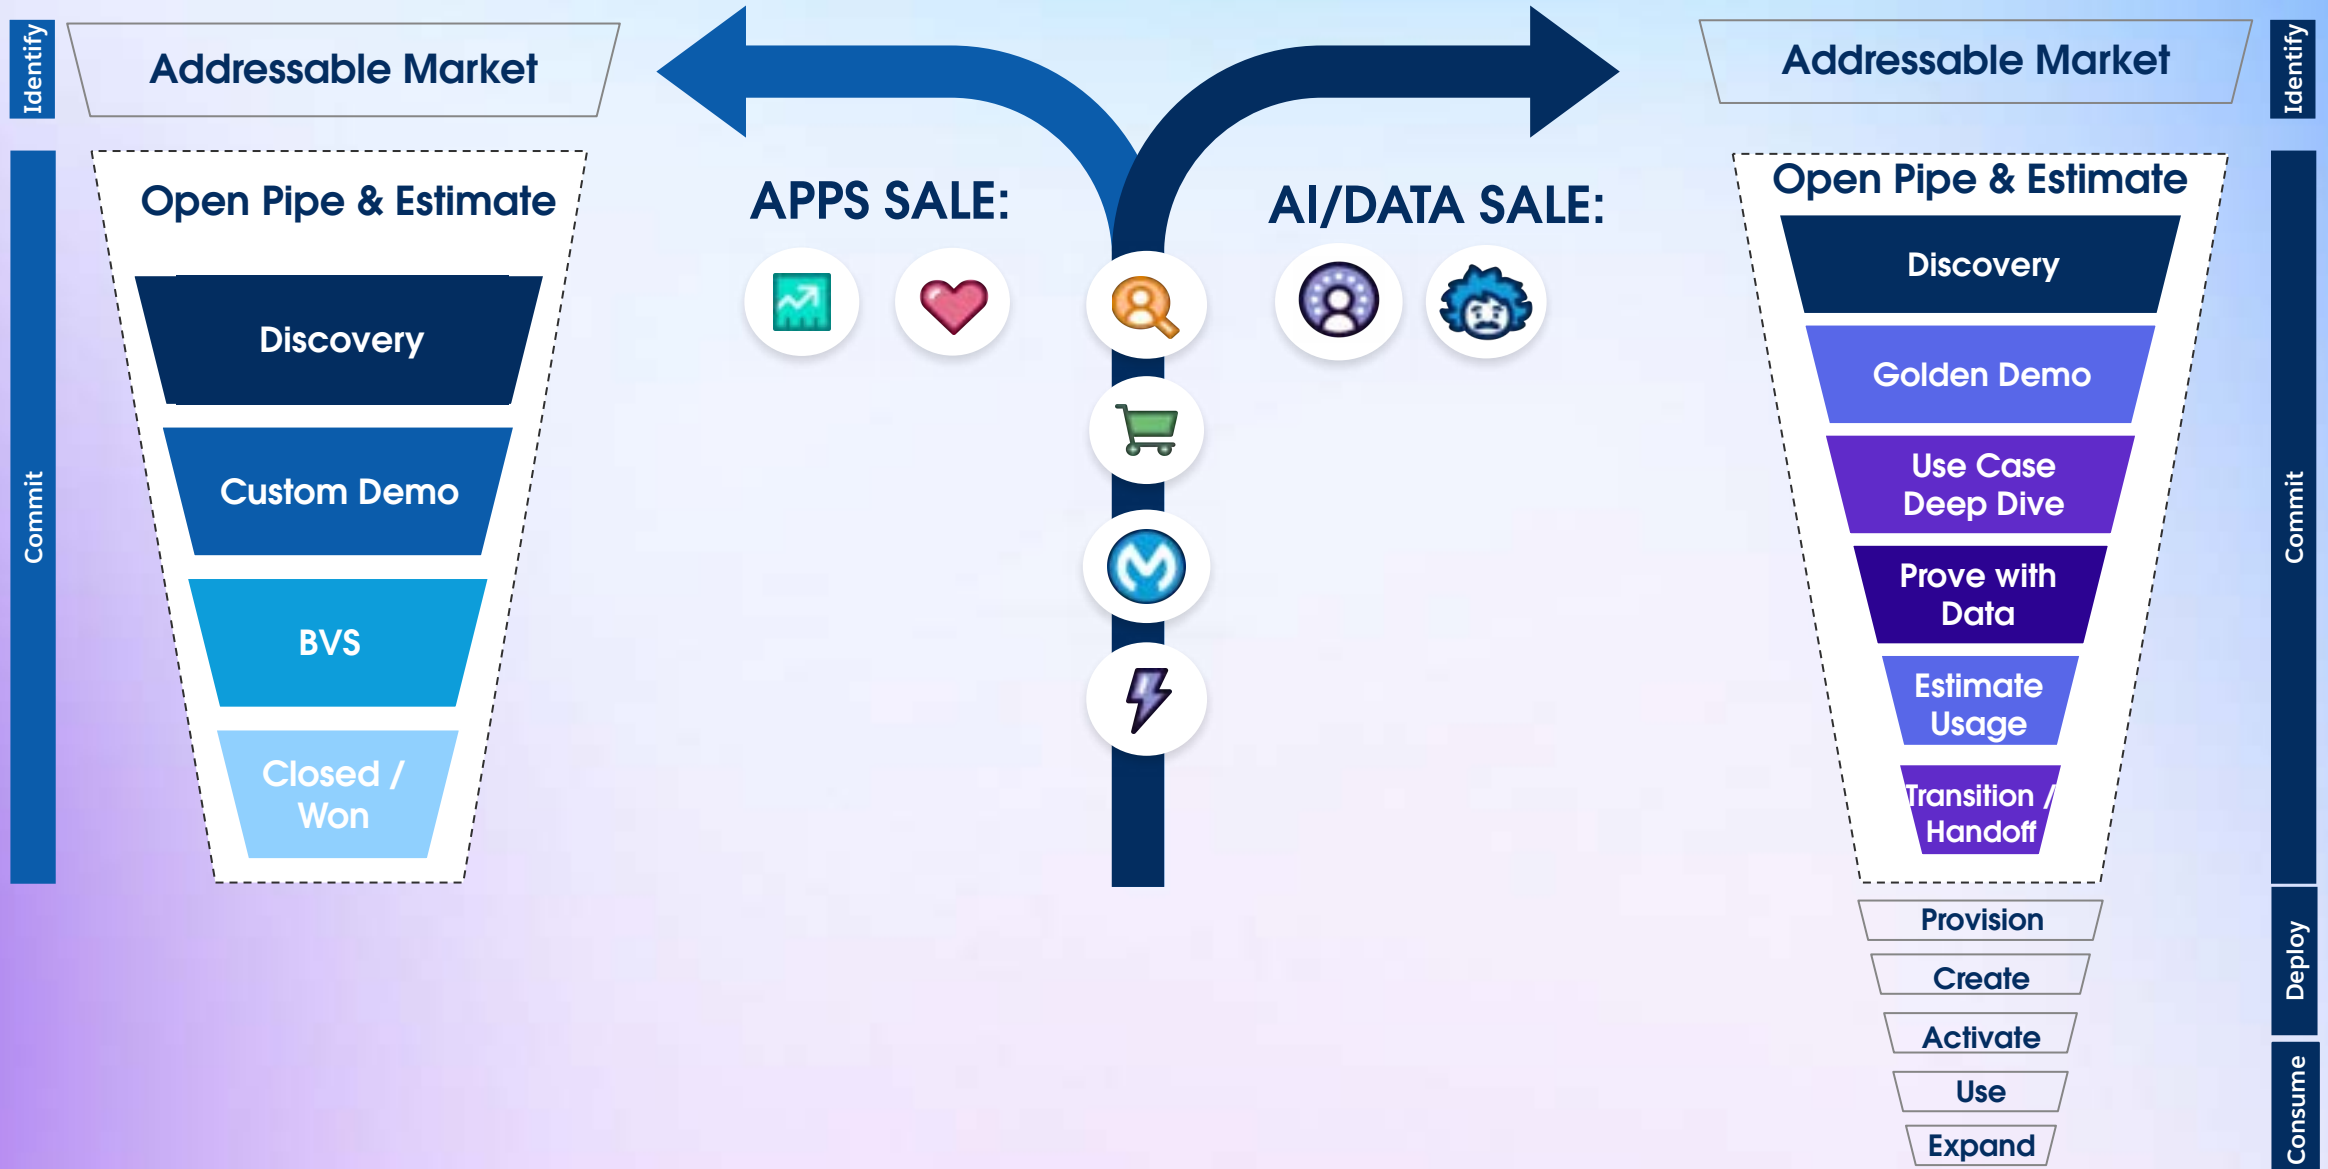 Identify
Addressable Market
Commit
Open Pipe & Estimate
Discovery
Custom Demo
BVS
Closed /
Won
APPS SALE:
AI/DATA SALE:
Addressable Market
Identify
Open Pipe & Estimate
Discovery
Golden Demo
Use Case
Deep Dive
Prove with
Data
Estimate
Usage
Transition /
Handoff
Commit
Provision
Create
Activate
Deploy
Use
Expand
Consume